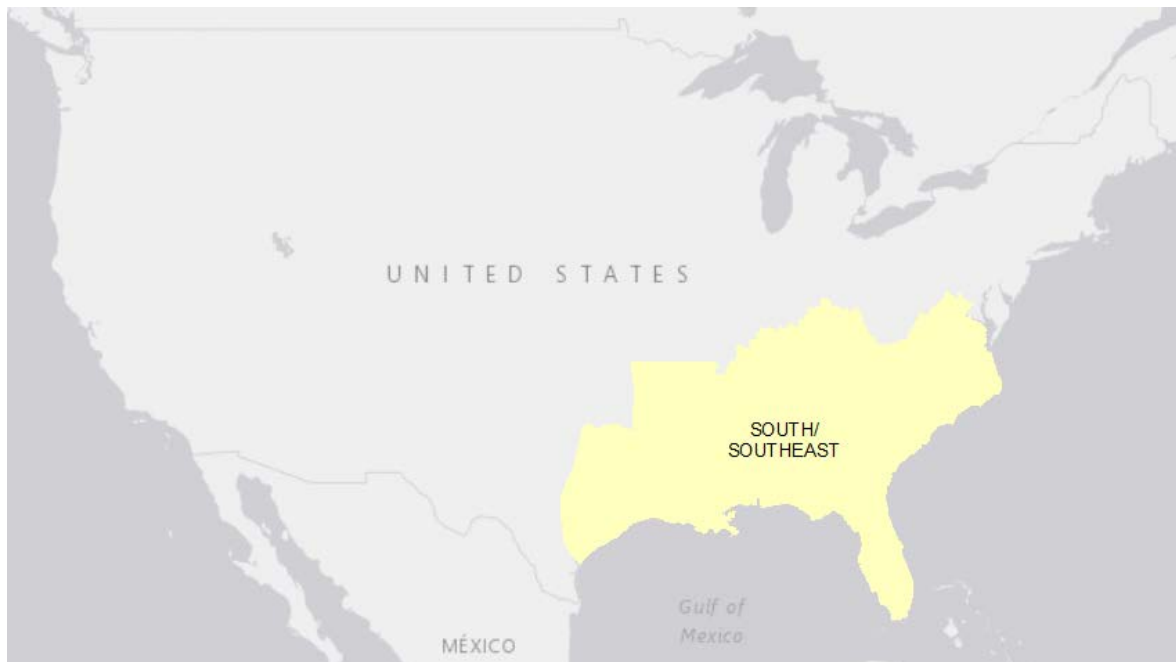 UNITED STATES
SOUTH/
SOUTHEAST
Gulf of
Mexico
MÉXICO